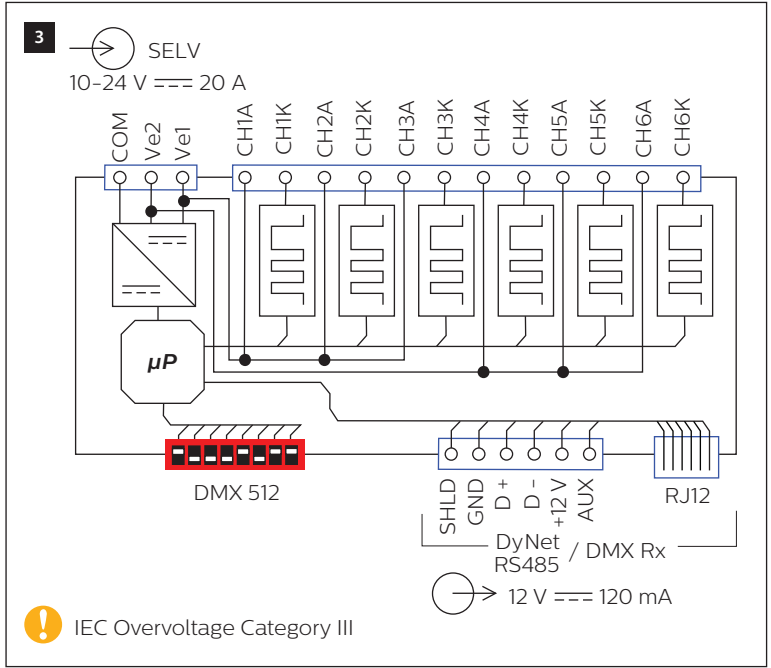 3
SELV
10-24 V ⎓ 20 A
COM
Ve2
Ve1
CH1A
CH1K
CH2A
CH2K
CH3A
CH3K
CH4A
CH4K
CH5A
CH5K
CH6A
CH6K
µP
DMX 512
SHLD
GND
D +
D -
+12 V
AUX
RJ12
DyNet
RS485 / DMX Rx
12 V ⎓ 120 mA
! IEC Overvoltage Category III